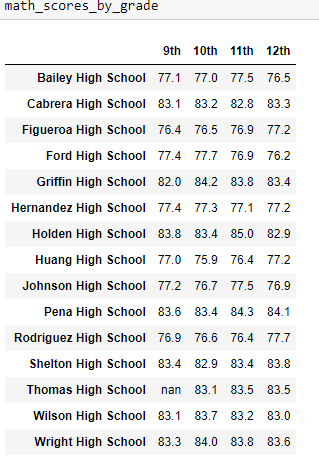 math_scores_by_grade
9th 10th 11th 12th
Bailey High School 77.1 77.0 77.5 76.5
Cabrera High School 83.1 83.2 82.8 83.3
Figueroa High School 76.4 76.5 76.9 77.2
Ford High School 77.4 77.7 76.9 76.2
Griffin High School 82.0 84.2 83.8 83.4
Hernandez High School 77.4 77.3 77.1 77.2
Holden High School 83.8 83.4 85.0 82.9
Huang High School 77.0 75.9 76.4 77.2
Johnson High School 77.2 76.7 77.5 76.9
Pena High School 83.6 83.4 84.3 84.1
Rodriguez High School 76.9 76.6 76.4 77.7
Shelton High School 83.4 82.9 83.4 83.8
Thomas High School nan 83.1 83.5 83.5
Wilson High School 83.1 83.7 83.2 83.0
Wright High School 83.3 84.0 83.8 83.6